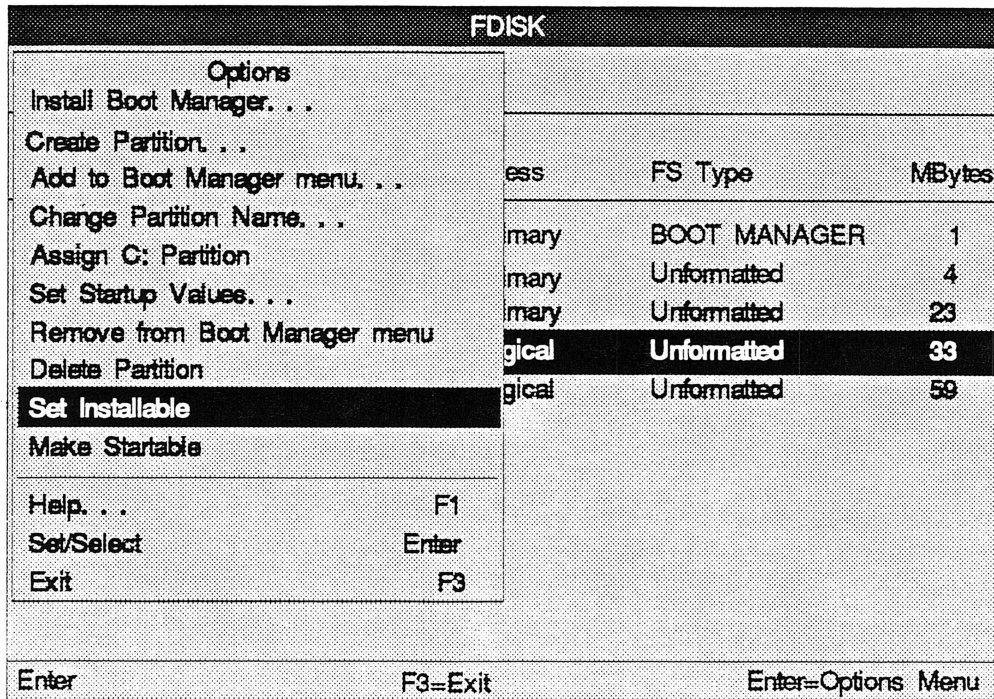 FDISK
Options
Install Boot Manager. . .
Create Partition. . .
Add to Boot Manager menu. . .
Change Partition Name. . .
Assign C: Partition
Set Startup Values. . .
Remove from Boot Manager menu
Delete Partition
Set Installable
Make Startable
Help. . . F1
Set/Select Enter
Exit F3
ess FS Type MBytes
imary BOOT MANAGER 1
imary Unformatted 4
imary Unformatted 23
gical Unformatted 33
gical Unformatted 59
Enter F3=Exit Enter=Options Menu